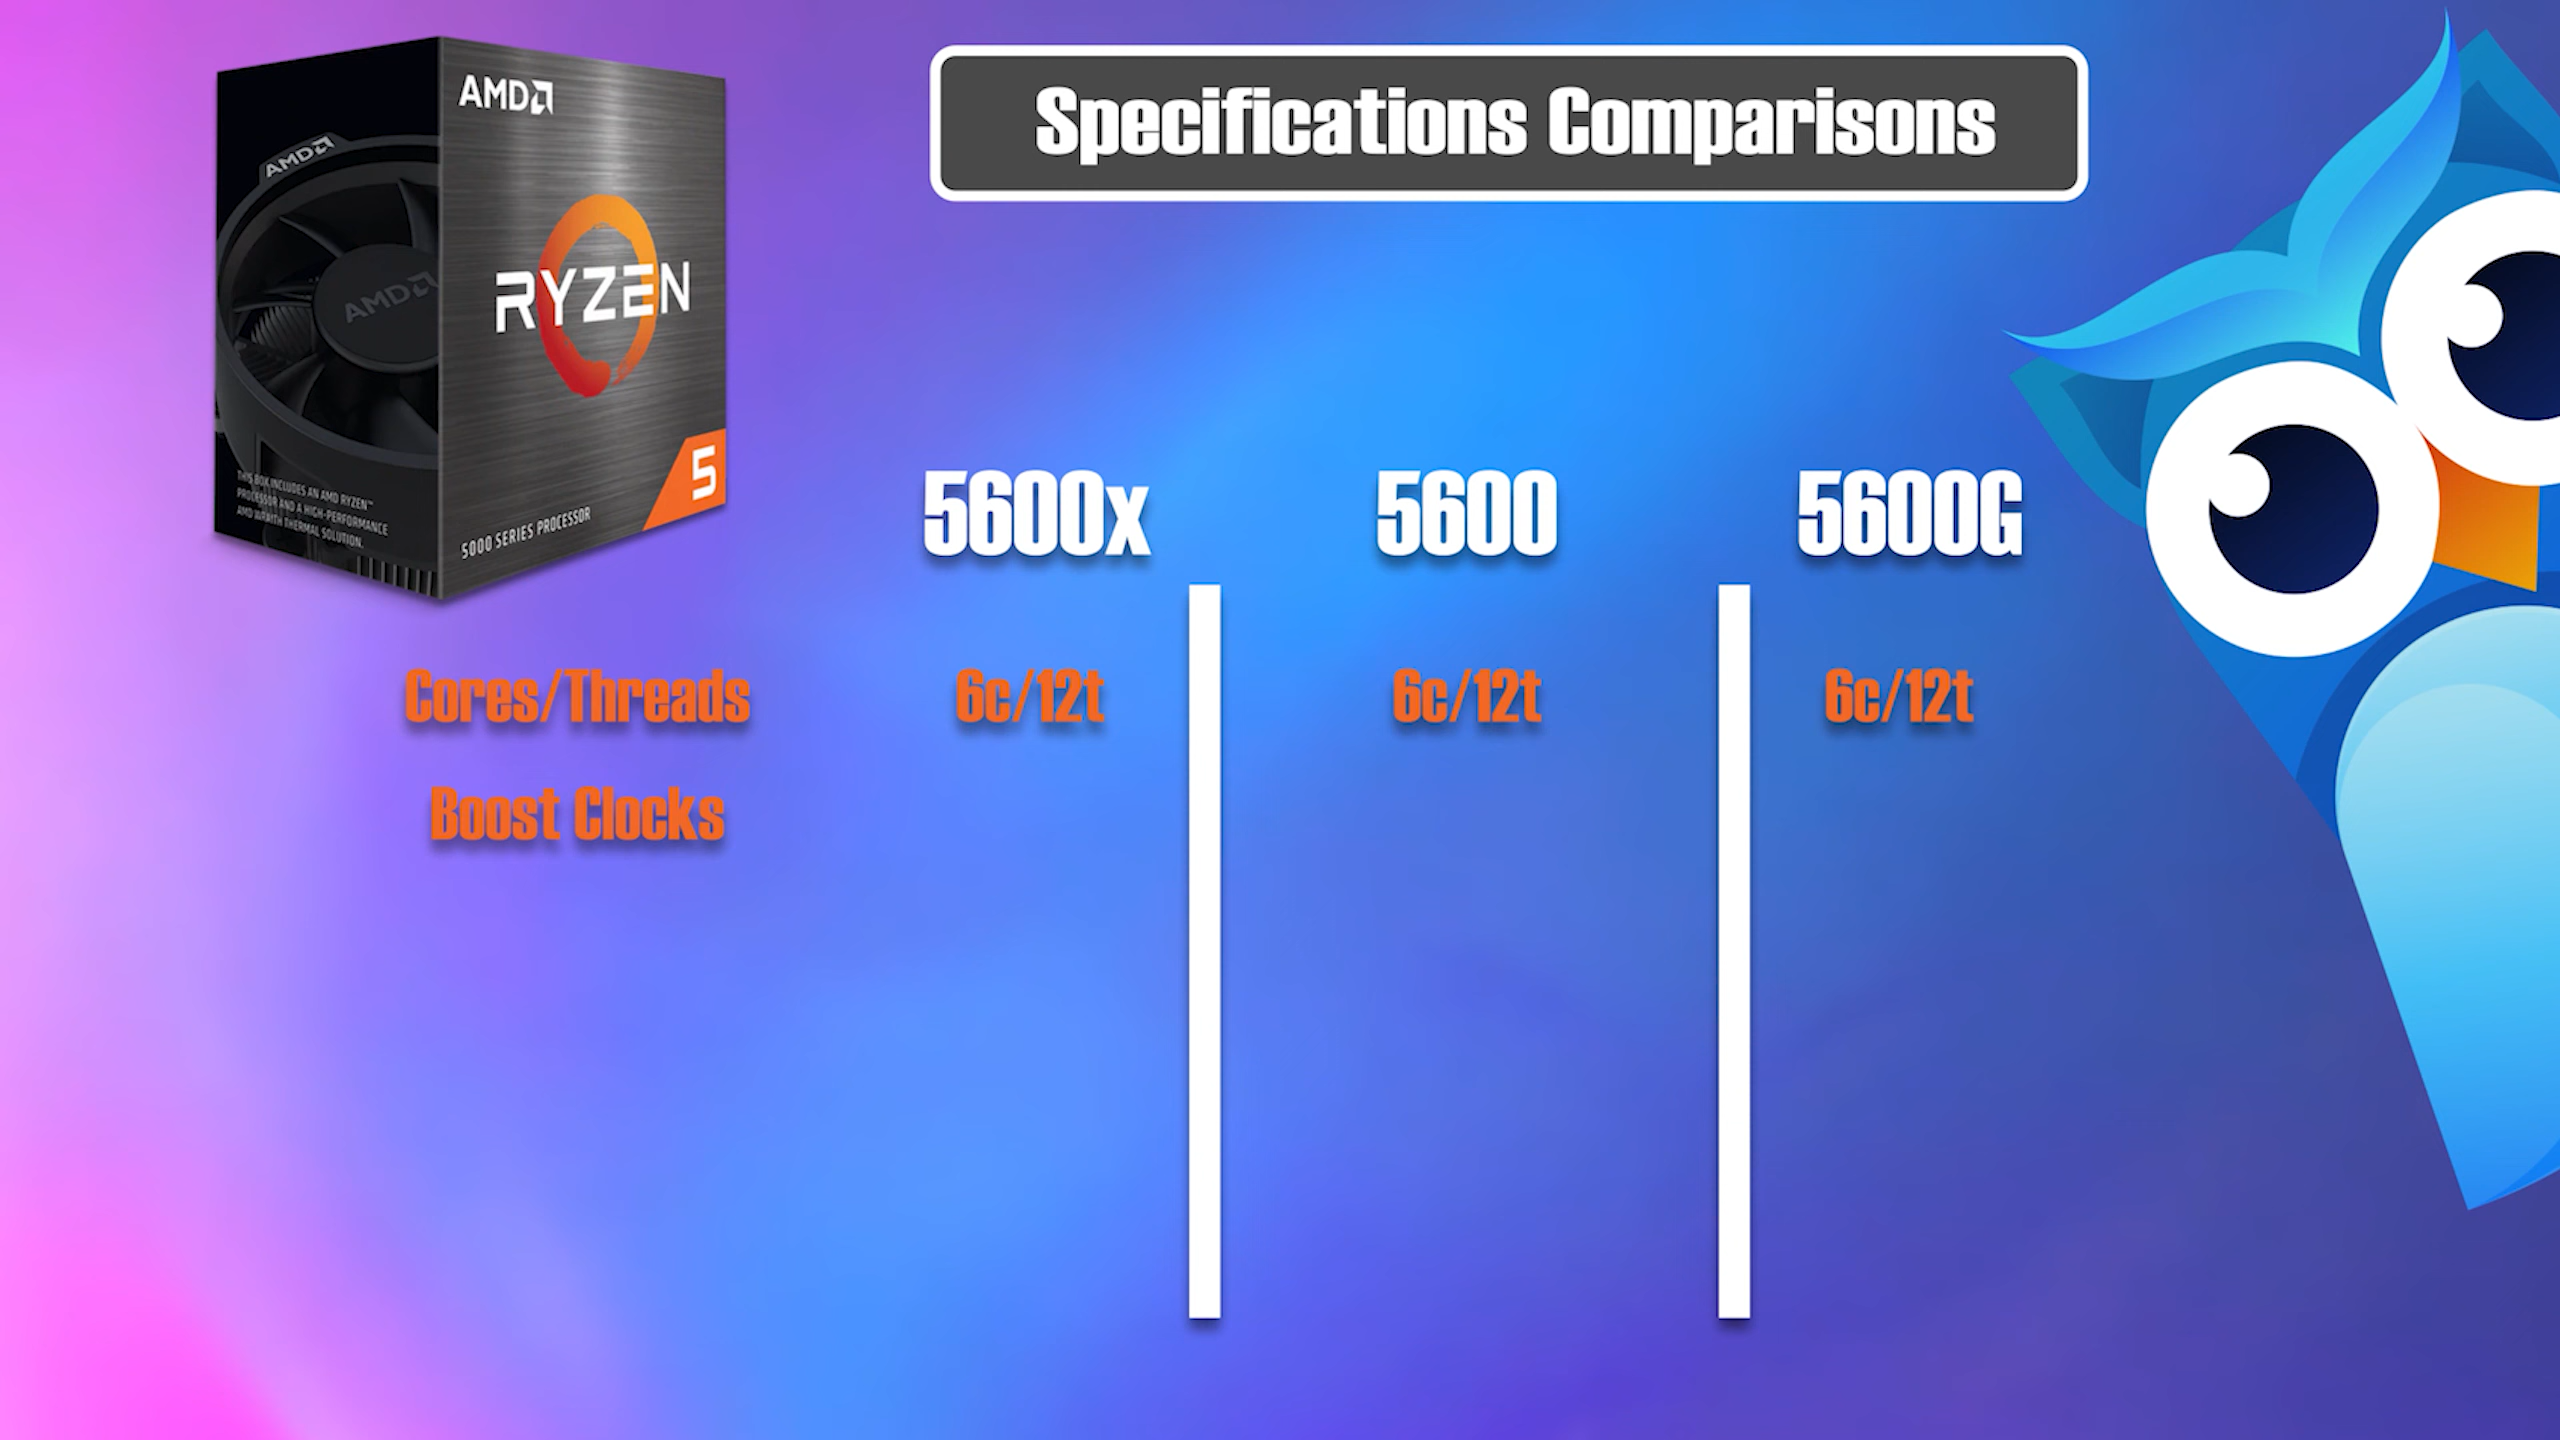 AMD
AMD
AMD
RYZEN
5
THIS BOX INCLUDES AN AMD RYZEN™
PROCESSOR AND A HIGH-PERFORMANCE
AMD WRAITH THERMAL SOLUTION.
5000 SERIES PROCESSOR
Specifications Comparisons
5600x 5600 5600G
Cores/Threads 6c/12t 6c/12t 6c/12t
Boost Clocks